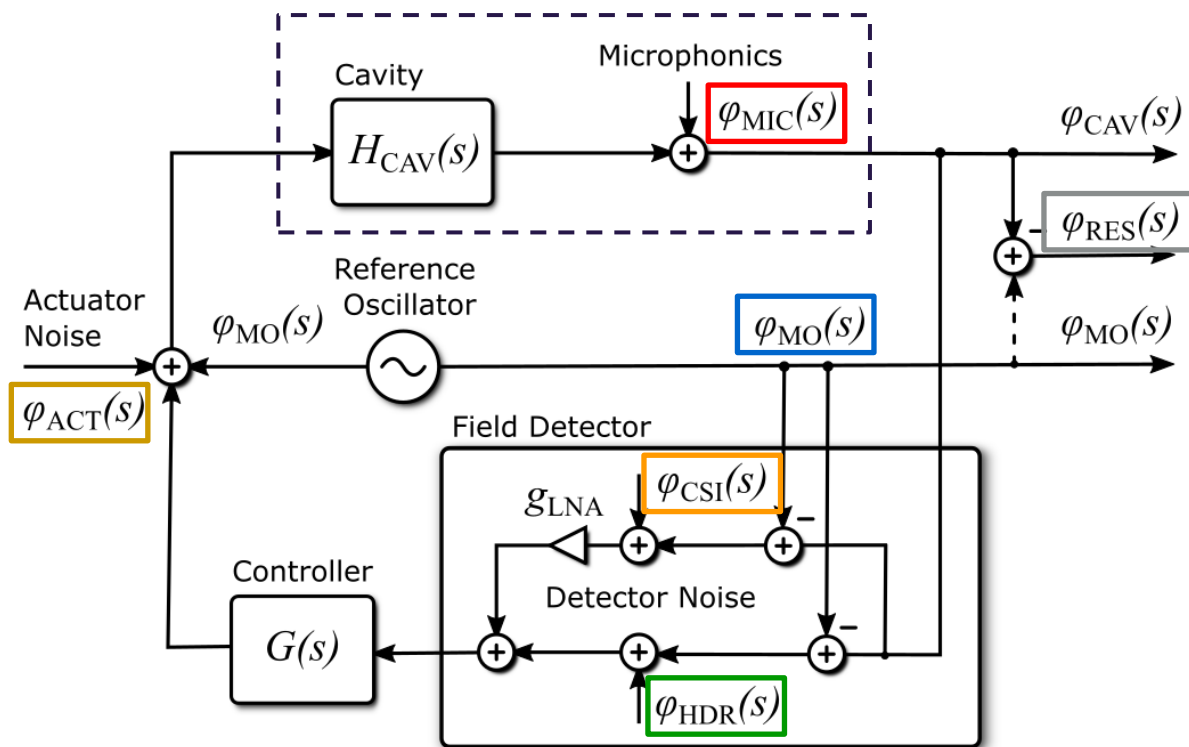 Microphonics
Cavity
φMIC(s)
φCAV(s)
HCAV(s)
−
φRES(s)
Reference
Oscillator
Actuator
Noise
φMO(s)
φMO(s)
φMO(s)
+
φACT(s)
Field Detector
φCSI(s)
gLNA
−
Detector Noise
Controller
−
G(s)
φHDR(s)